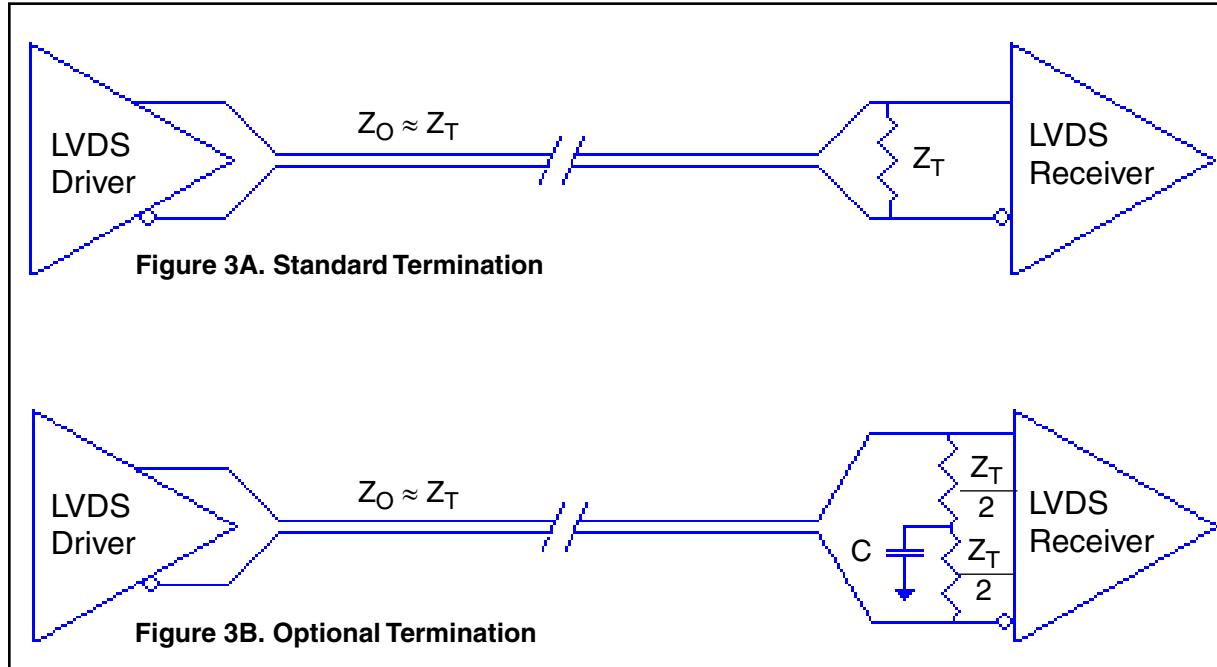 LVDS
Driver
Z_O ≈ Z_T
Z_T
LVDS
Receiver
Figure 3A. Standard Termination
LVDS
Driver
Z_O ≈ Z_T
C
Z_T
2
Z_T
2
LVDS
Receiver
Figure 3B. Optional Termination